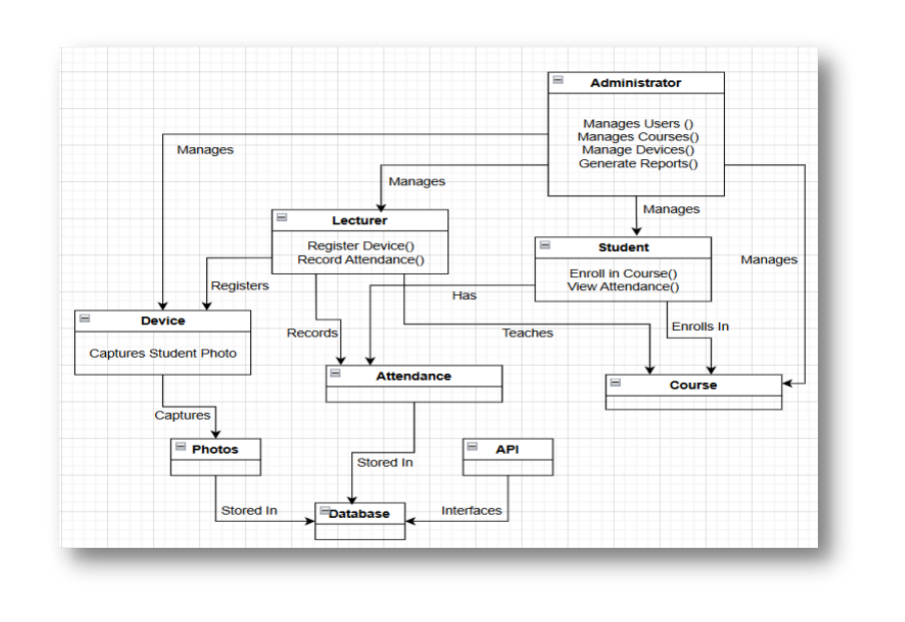 Administrator
Manages Users ()
Manages Courses()
Manage Devices()
Generate Reports()
Manages
Manages
Manages
Manages
Lecturer
Register Device()
Record Attendance()
Student
Enroll in Course()
View Attendance()
Registers
Has
Device
Captures Student Photo
Records
Teaches
Enrolls In
Attendance
Course
Captures
Photos
API
Stored In
Stored In
Interfaces
Database